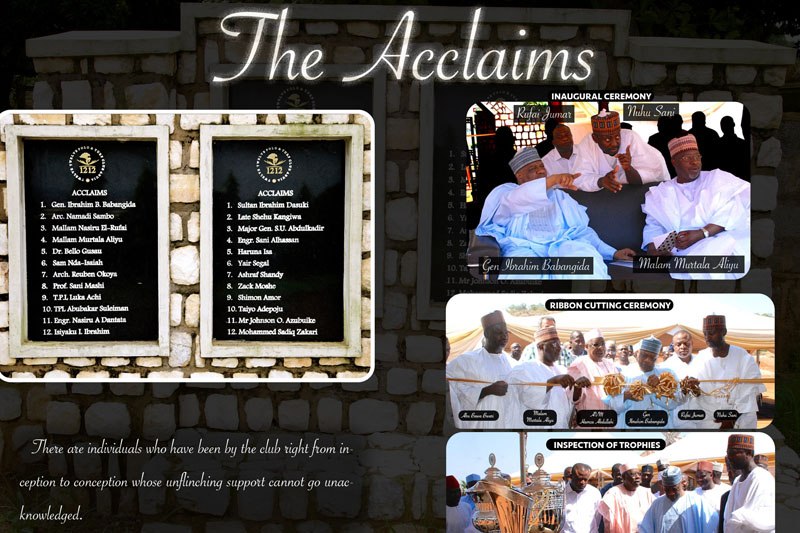 The Acclaims
1212
ACCLAIMS
1. Gen. Ibrahim B. Babangida
2. Arc. Namadi Sambo
3. Mallam Nasiru El-Rufai
4. Mallam Murtala Aliyu
5. Dr. Bello Gusau
6. Sam Nda-Isaiah
7. Arch. Rouben Okoya
8. Prof. Sani Mashi
9. T.P.L Luka Achi
10. TPL Abubakar Suleiman
11. Engr. Nasiru A Dantata
12. Isiyaku I. Ibrahim
1212
ACCLAIMS
1. Sultan Ibrahim Dasuki
2. Late Shehu Kangiwa
3. Major Gen. S.U. Abdulkadir
4. Engr. Sani Alhassan
5. Haruna Isa
6. Yair Segal
7. Ashraf Shandy
8. Zack Moshe
9. Shimon Amor
10. Taiyo Adepoju
11. Mr Johnson O. Azubuike
12. Mohammed Sadiq Zakari
There are individuals who have been by the club right from in-
ception to conception whose unflinching support cannot go unac-
knowledged.
INAUGURAL CEREMONY
Rufai Jumar
Nuhu Sani
Gen Ibrahim Babangida
Malam Murtala Aliyu
RIBBON CUTTING CEREMONY
Malam
Murtala Aliyu
AVM
Hamza Abdullahi
Gen
Ibrahim Babangida
Rufai Jumar
Nuhu Sani
INSPECTION OF TROPHIES